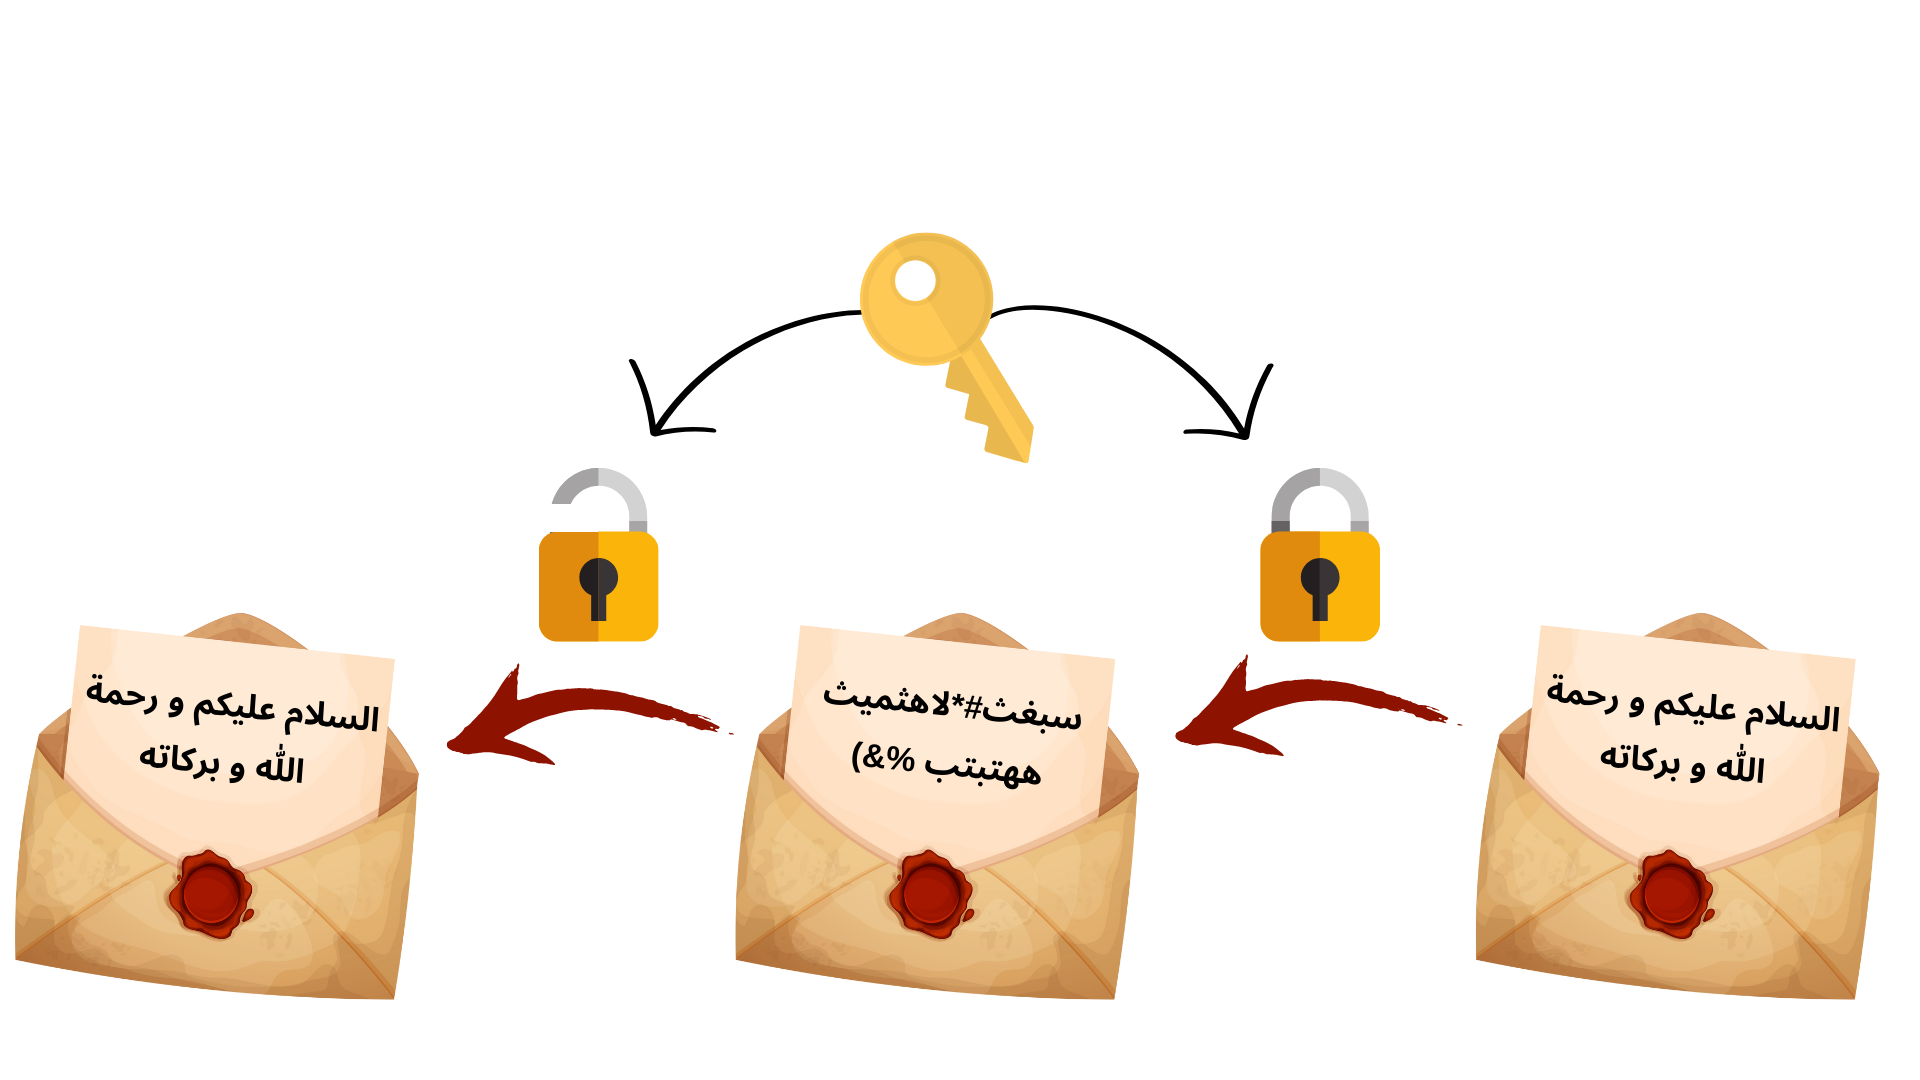 السلام عليكم و رحمة
الله و بركاته
سبغث#*لاهثميث
ههتبتب %&)
السلام عليكم و رحمة
الله و بركاته